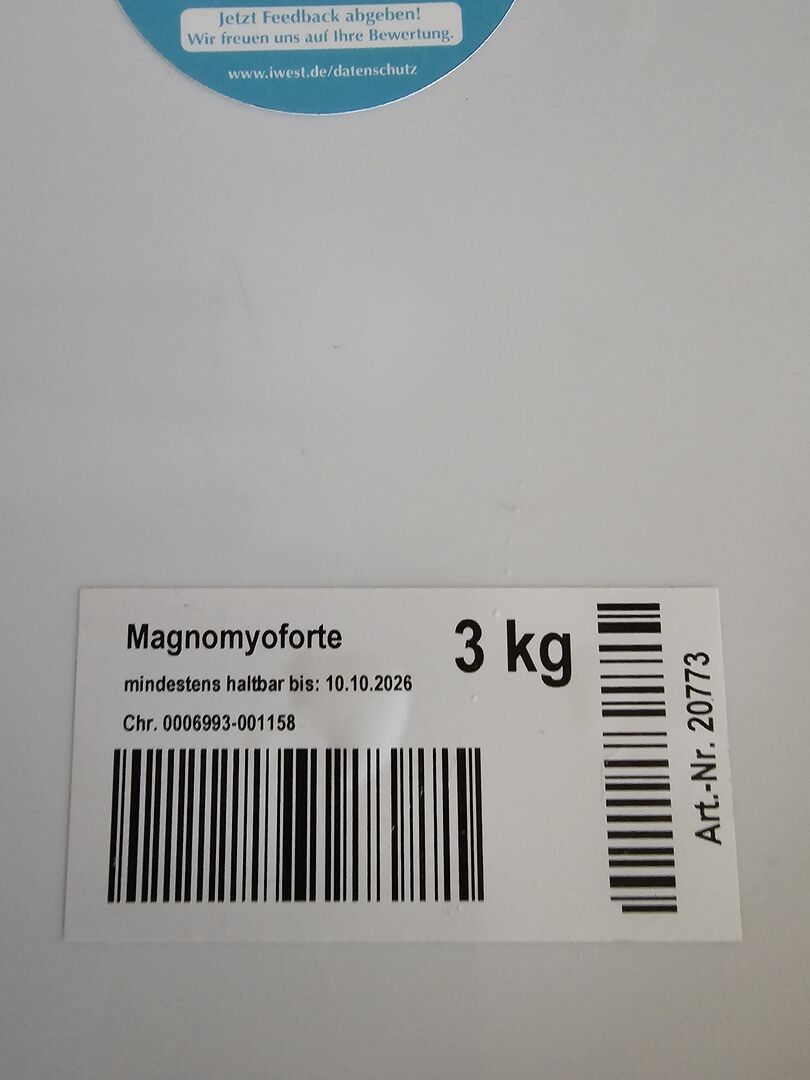 Jetzt Feedback abgeben!
Wir freuen uns auf Ihre Bewertung.
www.iwest.de/datenschutz
Magnomyoforte
3 kg
mindestens haltbar bis: 10.10.2026
Chr. 0006993-001158
Art.-Nr. 20773